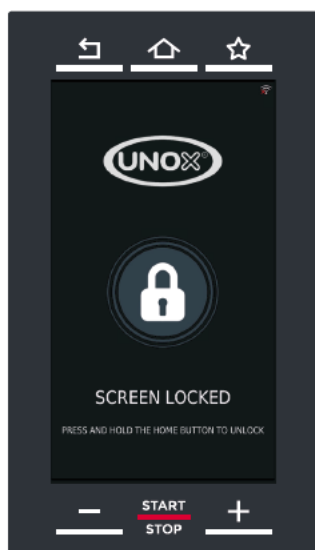 UNOX®
SCREEN LOCKED
PRESS AND HOLD THE HOME BUTTON TO UNLOCK
START
STOP